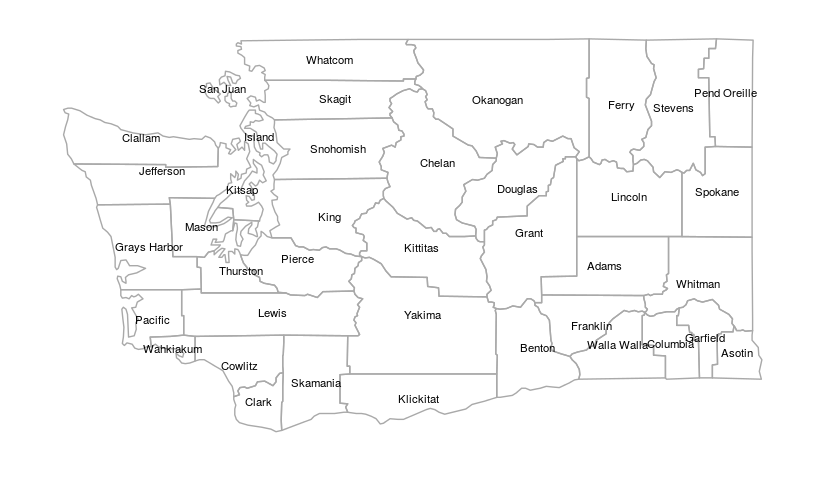 Whatcom
San Juan
Skagit
Okanogan
Ferry
Stevens
Pend Oreille
Clallam
Island
Snohomish
Jefferson
Chelan
Kitsap
Douglas
Lincoln
Spokane
King
Mason
Grant
Grays Harbor
Kittitas
Pierce
Thurston
Adams
Whitman
Pacific
Lewis
Yakima
Franklin
Wahkiakum
Benton
Walla Walla
Columbia
Garfield
Asotin
Cowlitz
Skamania
Clark
Klickitat